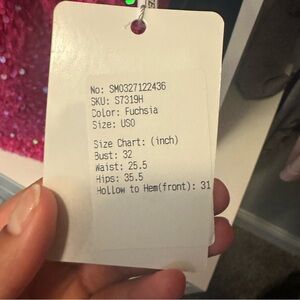 No: SM0327122436
SKU: S7319H
Color: Fuchsia
Size: US0
Size Chart: (inch)
Bust: 32
Waist: 25.5
Hips: 35.5
Hollow to Hem(front): 31